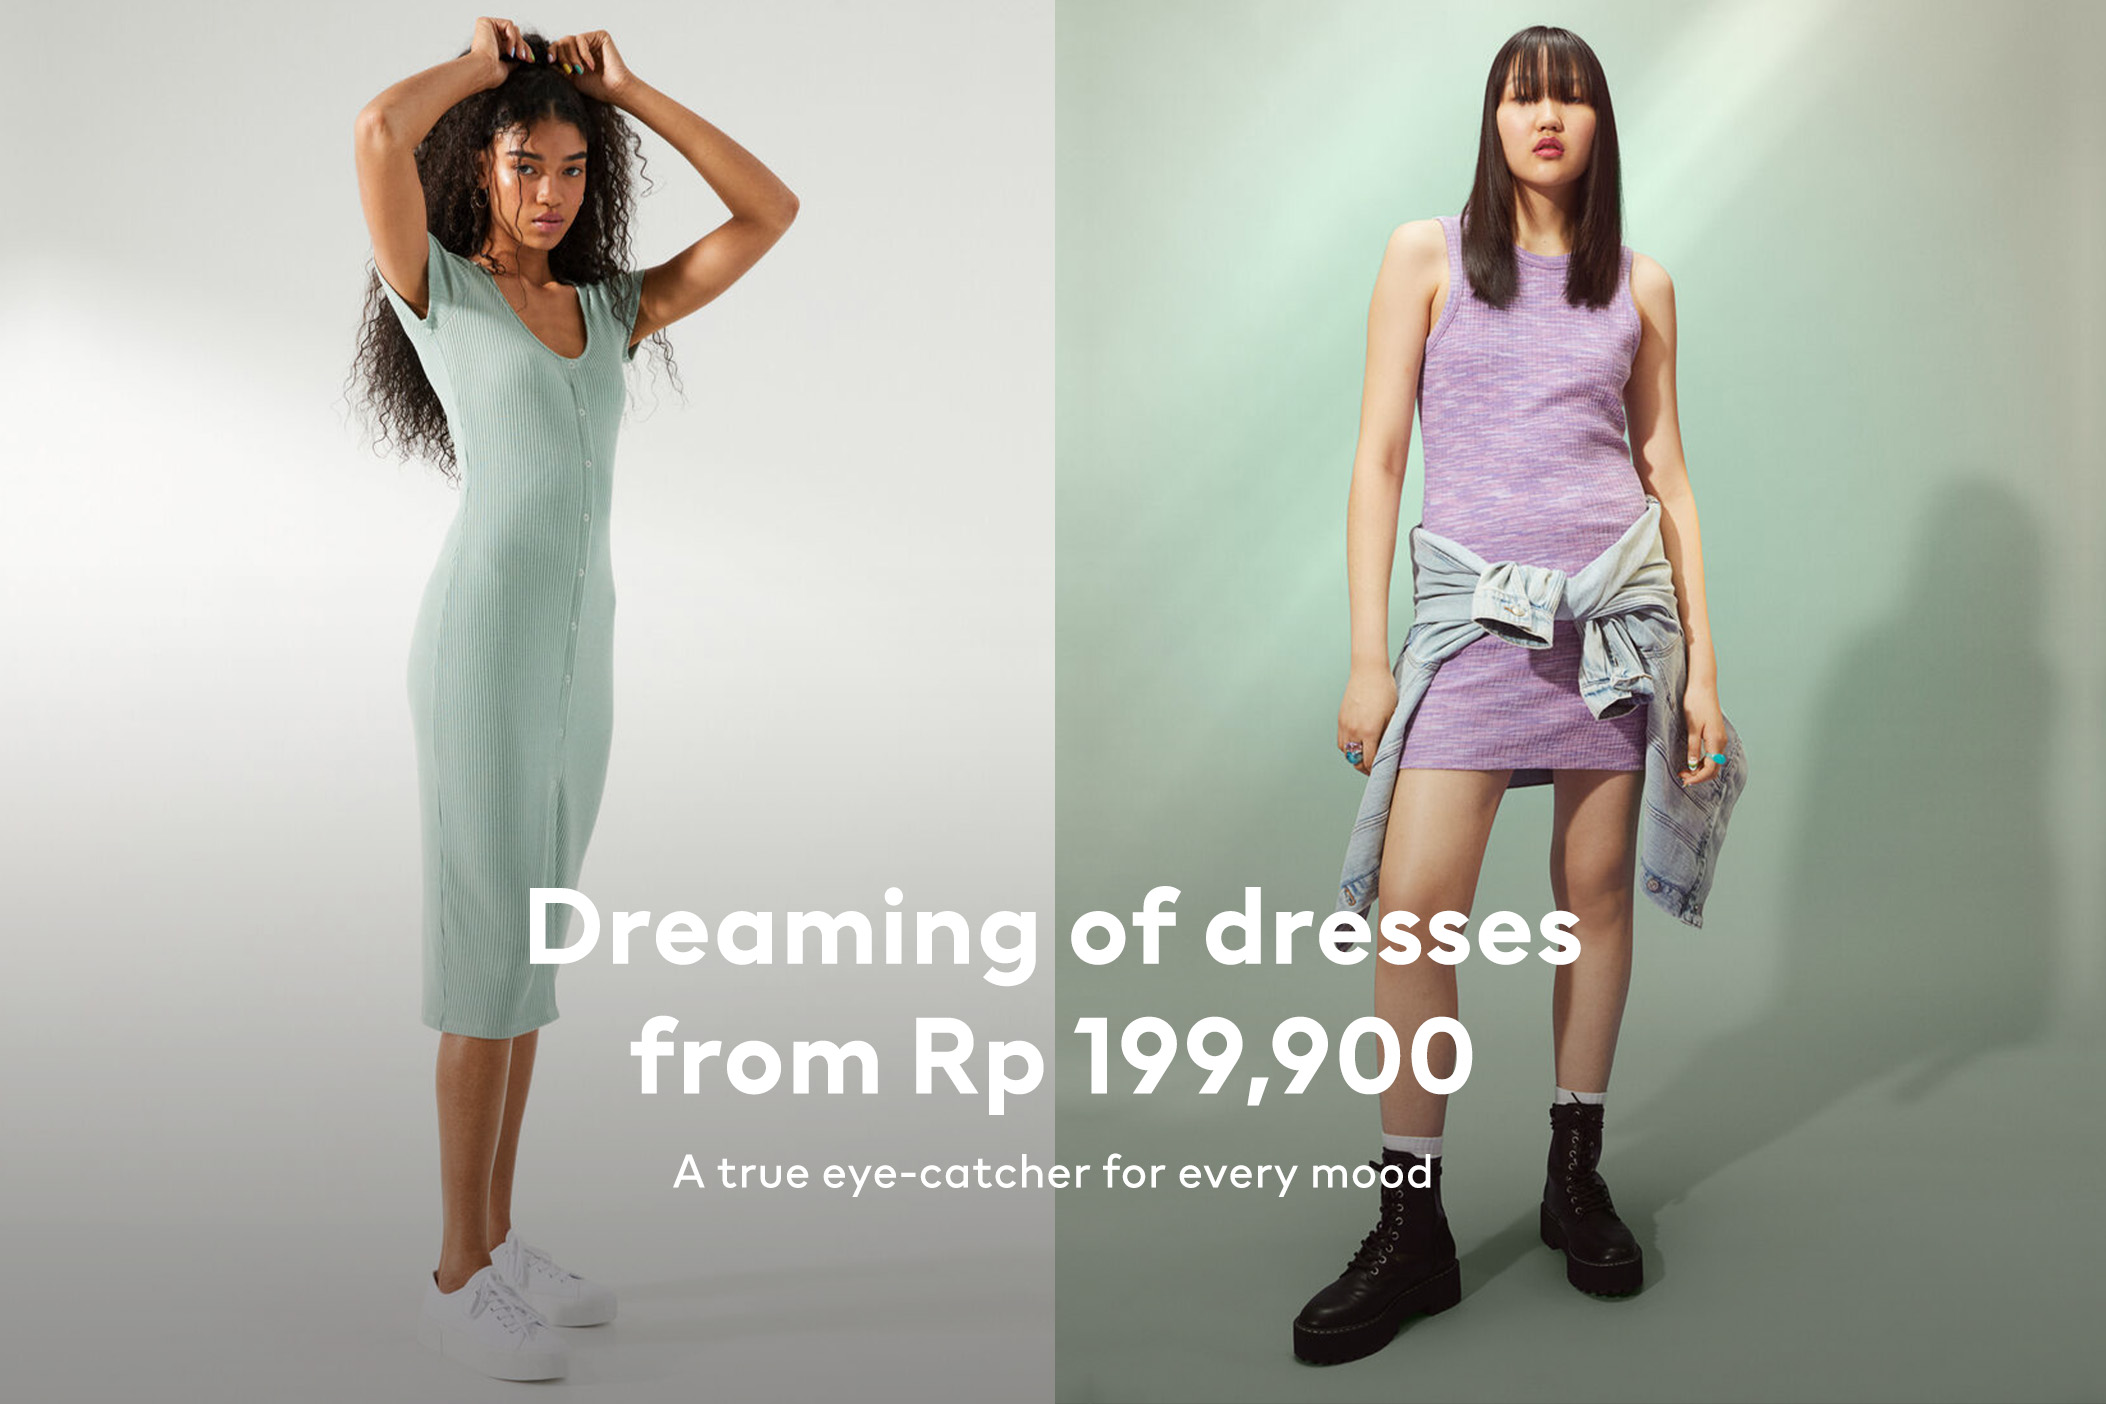 Dreaming of dresses
from Rp 199,900
A true eye-catcher for every mood